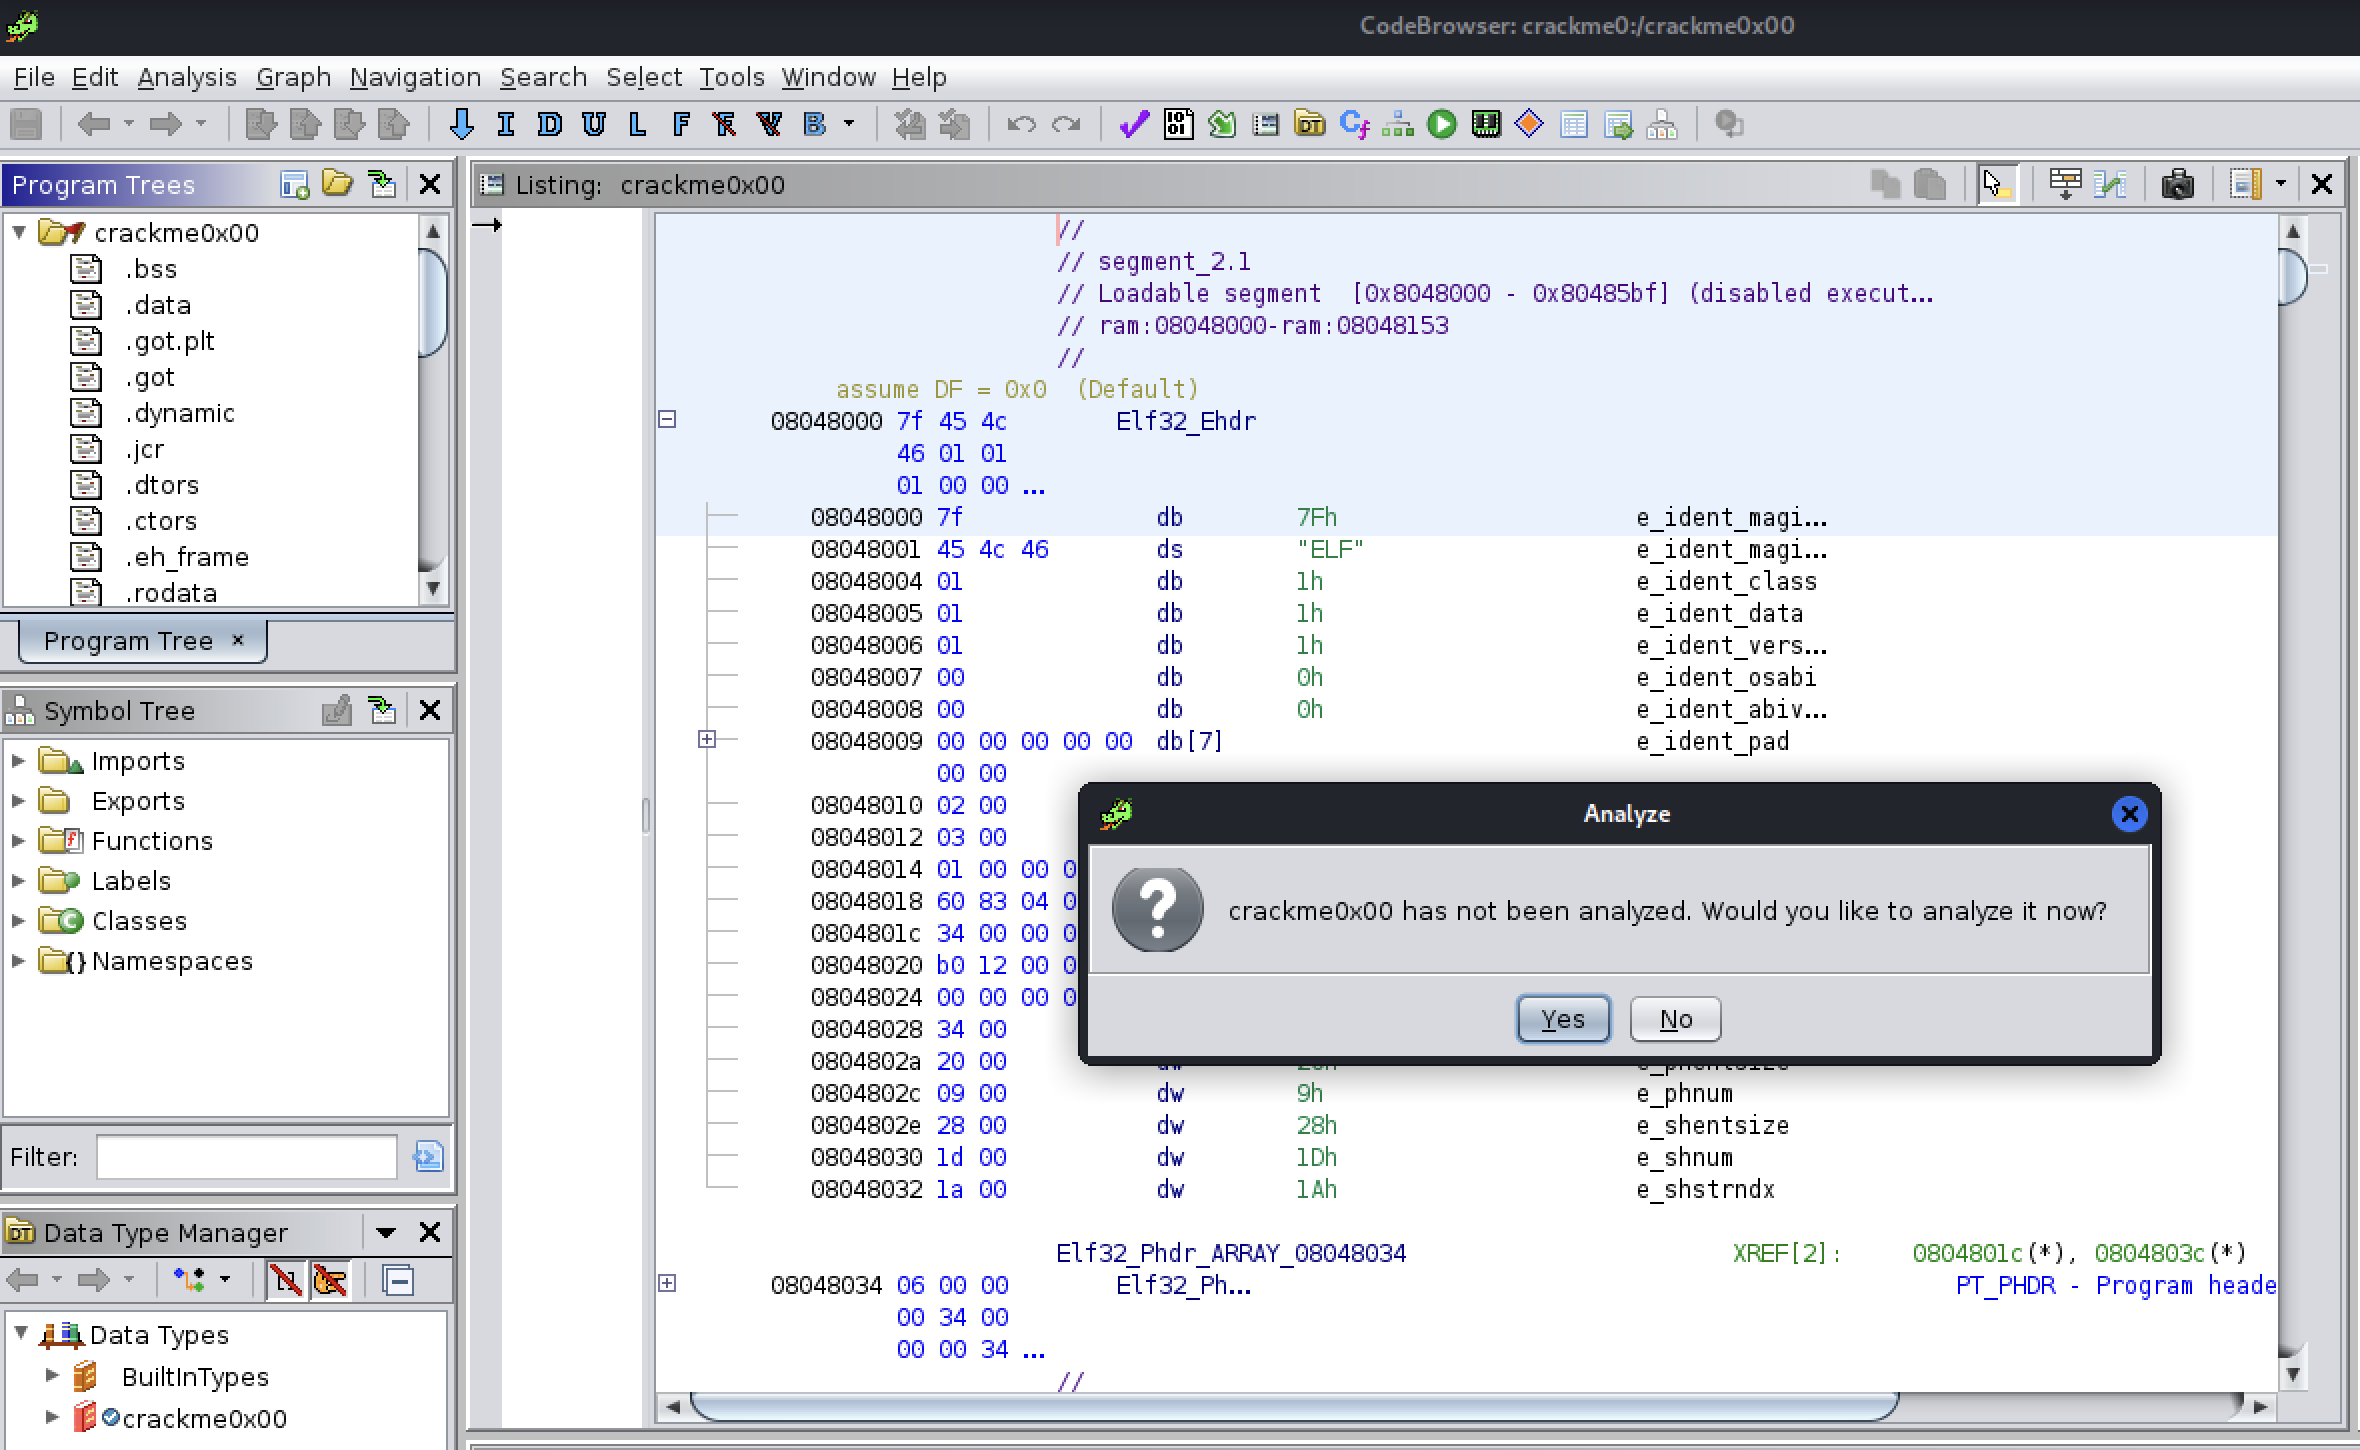 CodeBrowser: crackme0:/crackme0x00
File Edit Analysis Graph Navigation Search Select Tools Window Help
I D U L F F V B
Program Trees
crackme0x00
.bss
.data
.got.plt
.got
.dynamic
.jcr
.dtors
.ctors
.eh_frame
.rodata
Program Tree ×
Symbol Tree
Imports
Exports
Functions
Labels
Classes
Namespaces
Filter:
DT Data Type Manager
Data Types
BuiltInTypes
crackme0x00
Listing: crackme0x00
//
// segment_2.1
// Loadable segment [0x8048000 - 0x80485bf] (disabled execut...
// ram:08048000-ram:08048153
//
assume DF = 0x0 (Default)
08048000 7f 45 4c Elf32_Ehdr
46 01 01
01 00 00 ...
08048000 7f db 7Fh e_ident_magi...
08048001 45 4c 46 ds "ELF" e_ident_magi...
08048004 01 db 1h e_ident_class
08048005 01 db 1h e_ident_data
08048006 01 db 1h e_ident_vers...
08048007 00 db 0h e_ident_osabi
08048008 00 db 0h e_ident_abiv...
08048009 00 00 00 00 00 db[7] e_ident_pad
00 00
08048010 02 00
08048012 03 00
08048014 01 00 00 0
08048018 60 83 04 0
0804801c 34 00 00 0
08048020 b0 12 00 0
08048024 00 00 00 0
08048028 34 00
0804802a 20 00
0804802c 09 00 dw 9h e_phnum
0804802e 28 00 dw 28h e_shentsize
08048030 1d 00 dw 1Dh e_shnum
08048032 1a 00 dw 1Ah e_shstrndx
Elf32_Phdr_ARRAY_08048034 XREF[2]: 0804801c(*), 0804803c(*)
08048034 06 00 00 Elf32_Ph... PT_PHDR - Program heade
00 34 00
00 00 34 ...
//
Analyze
crackme0x00 has not been analyzed. Would you like to analyze it now?
Yes No